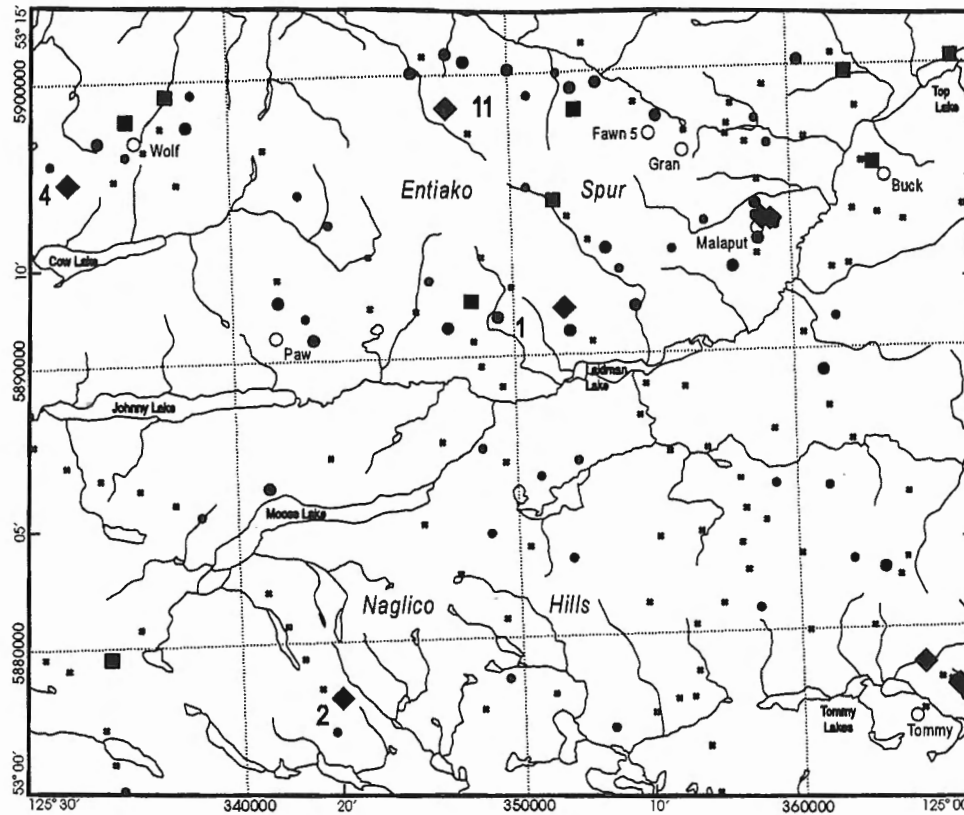 53° 15′
5900000
11
Top
Lake
Wolf
Fawn 5
Gran
Entiako Spur
Buck
4
Malaput
Cow Lake
10′
1
Paw
Laidman
Lake
5890000
Johnny Lake
Moose Lake
05′
Naglico Hills
5880000
2
Tommy
Lakes
Tommy
53° 00′
125° 30′ 340000 20′ 350000 10′ 360000 125° 00′